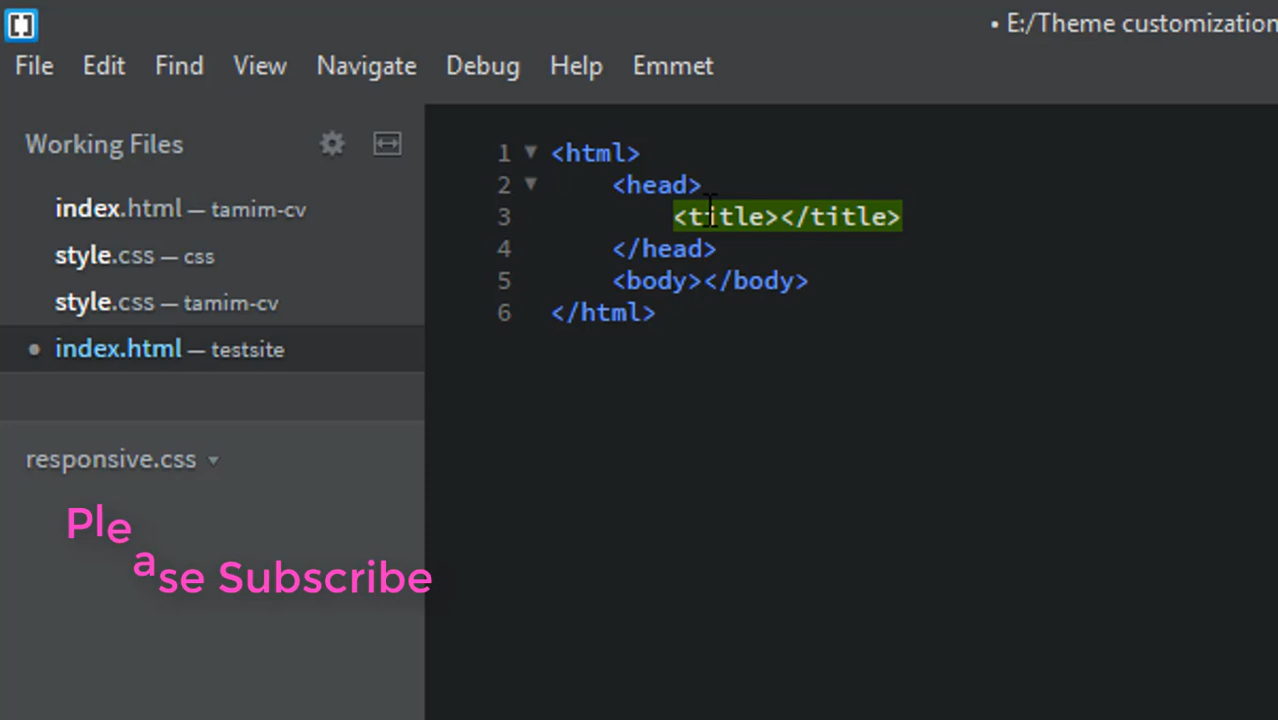 • E:/Theme customization
File Edit Find View Navigate Debug Help Emmet
Working Files
index.html — tamim-cv
style.css — css
style.css — tamim-cv
index.html — testsite
responsive.css
Please Subscribe
1 <html>
2 <head>
3 <title></title>
4 </head>
5 <body></body>
6 </html>